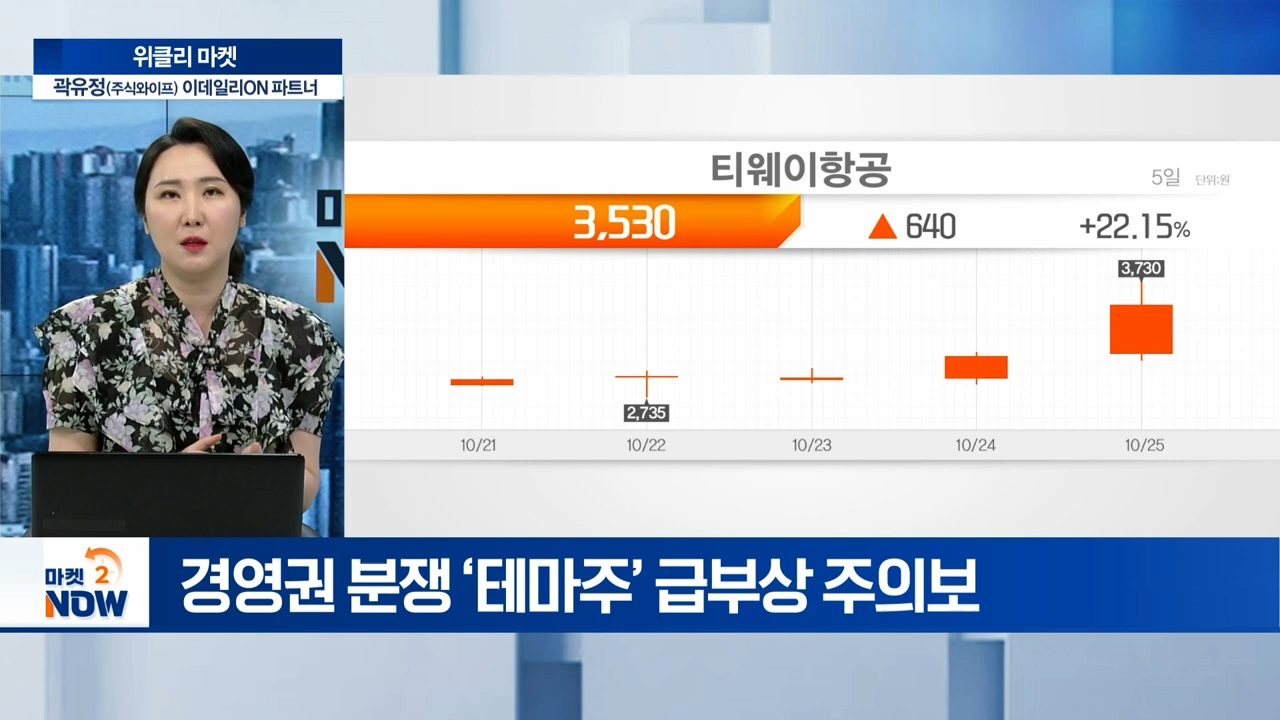 위클리 마켓
곽유정(주식와이프) 이데일리ON 파트너
티웨이항공
5일 단위:원
3,530 ▲ 640 +22.15%
3,730
2,735
10/21 10/22 10/23 10/24 10/25
마켓 2
NOW
경영권 분쟁 ‘테마주’ 급부상 주의보